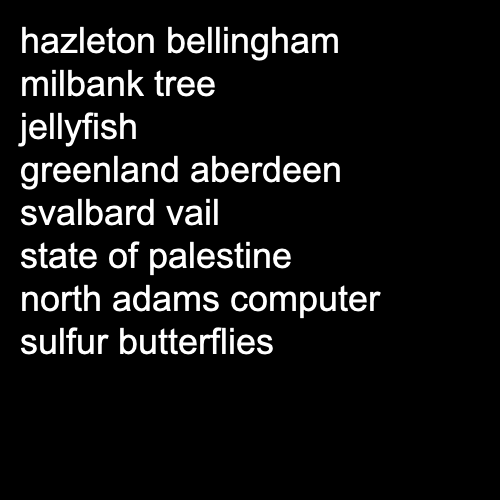 hazleton bellingham
milbank tree
jellyfish
greenland aberdeen
svalbard vail
state of palestine
north adams computer
sulfur butterflies